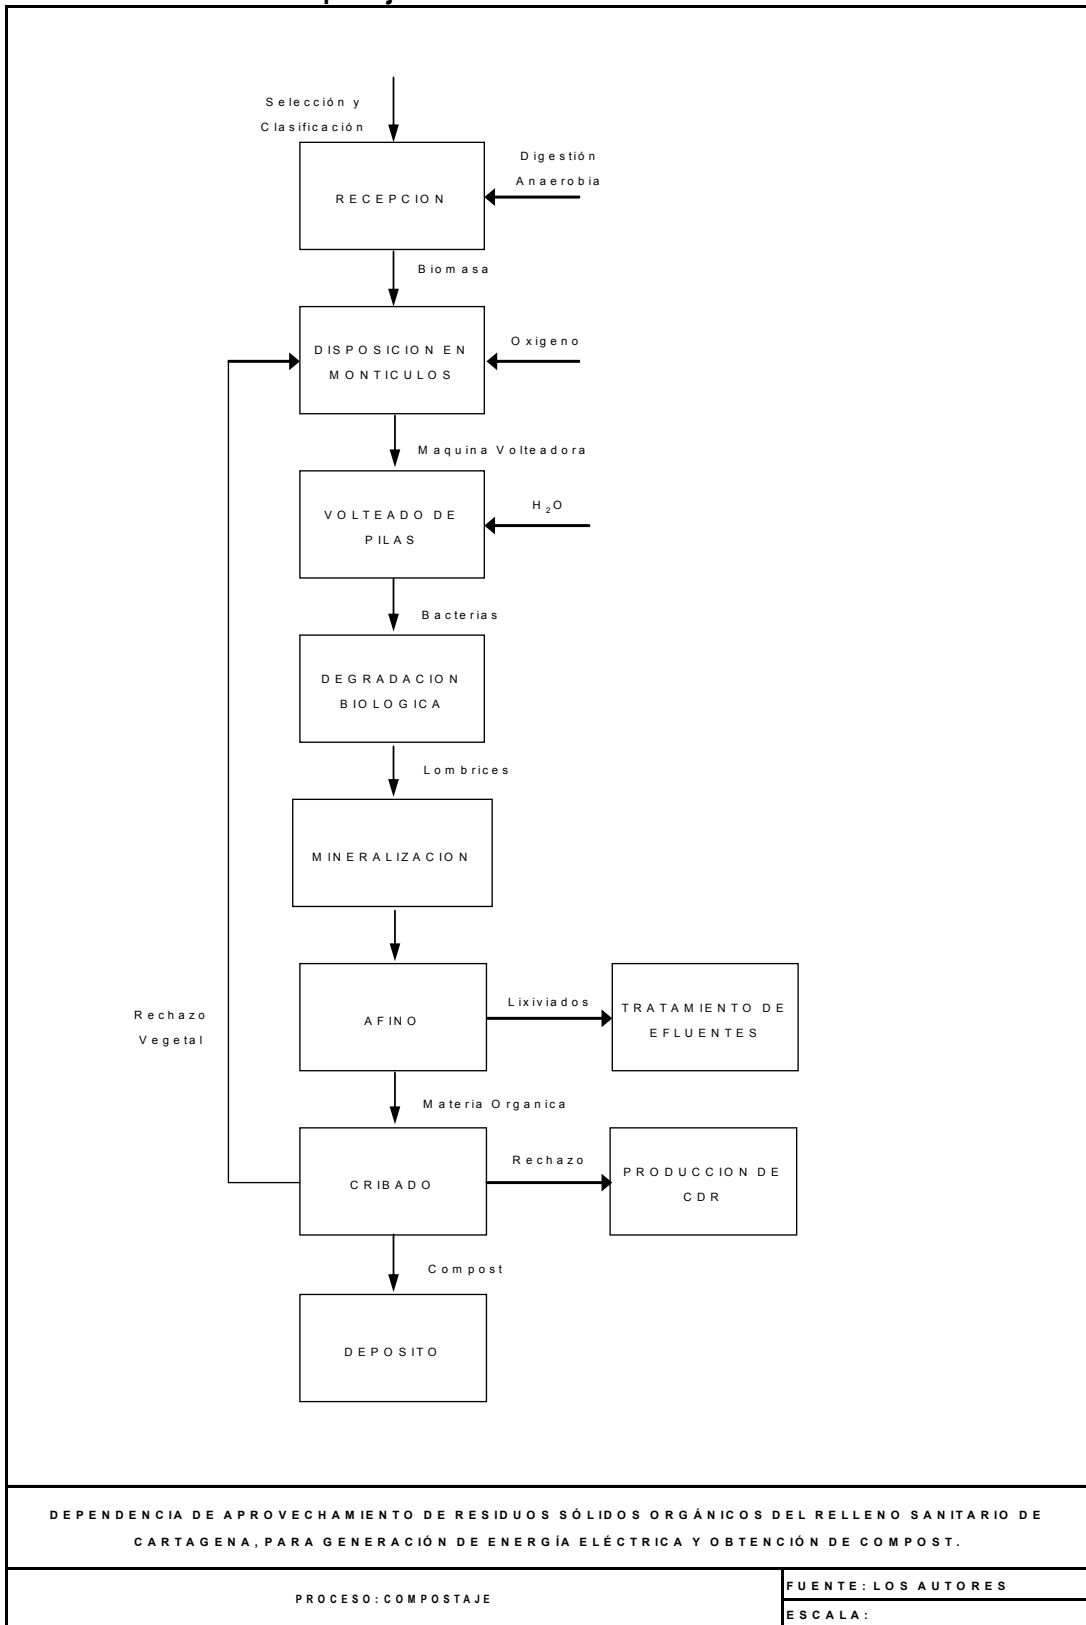 Selección y
Clasificación
RECEPCION
Digestión
Anaerobia
Biomasa
DISPOSICION EN
MONTICULOS
Oxigeno
Maquina Volteadora
VOLTEADO DE
PILAS
H₂O
Bacterias
DEGRADACION
BIOLOGICA
Lombrices
MINERALIZACION
AFINO
Lixiviados
TRATAMIENTO DE
EFLUENTES
Rechazo
Vegetal
Materia Organica
CRIBADO
Rechazo
PRODUCCION DE
CDR
Compost
DEPOSITO
DEPENDENCIA DE APROVECHAMIENTO DE RESIDUOS SÓLIDOS ORGÁNICOS DEL RELLENO SANITARIO DE
CARTAGENA, PARA GENERACIÓN DE ENERGÍA ELÉCTRICA Y OBTENCIÓN DE COMPOST.
PROCESO: COMPOSTAJE
FUENTE: LOS AUTORES
ESCALA: